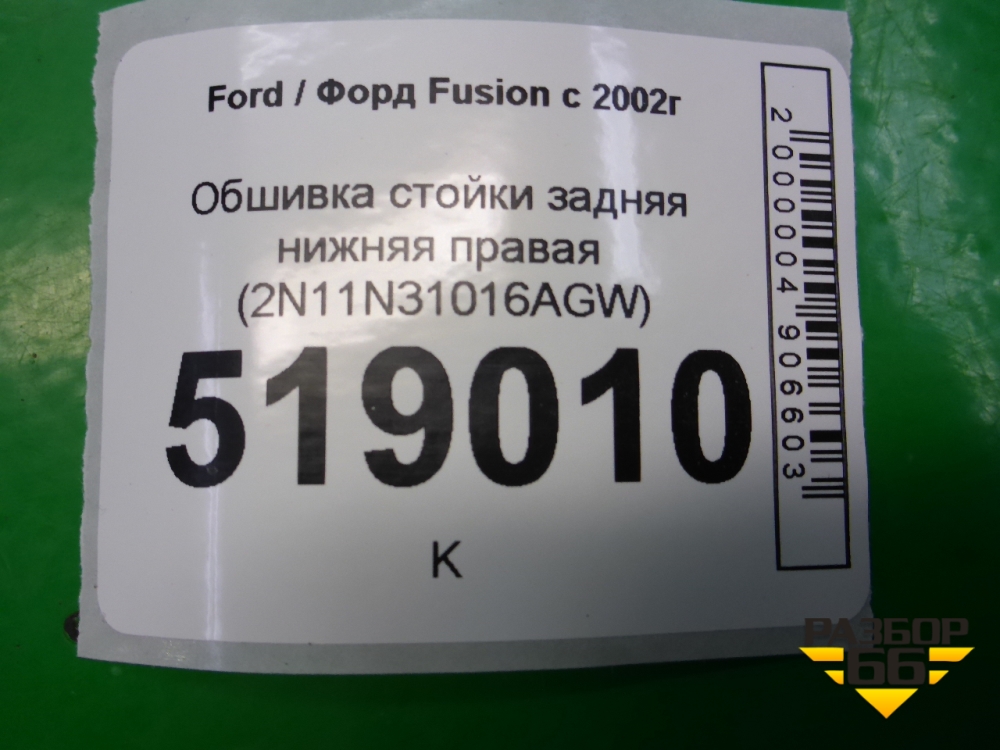 Ford / Форд Fusion с 2002г
Обшивка стойки задняя
нижняя правая
(2N11N31016AGW)
519010
К
2000004906603
РАЗБОР
66